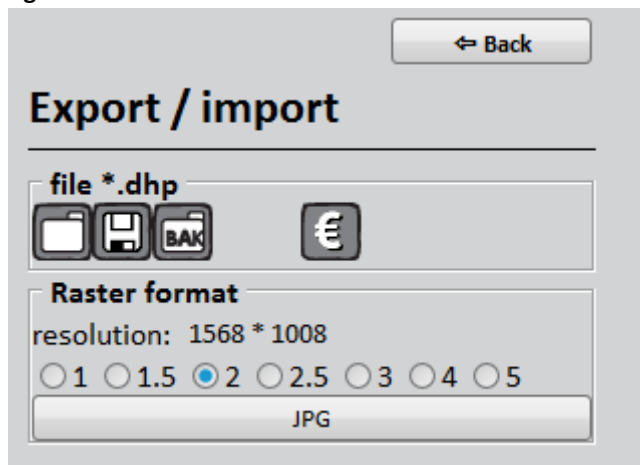 ⇦ Back
Export / import
file *.dhp
BAK €
Raster format
resolution: 1568 * 1008
1 1.5 2 2.5 3 4 5
JPG